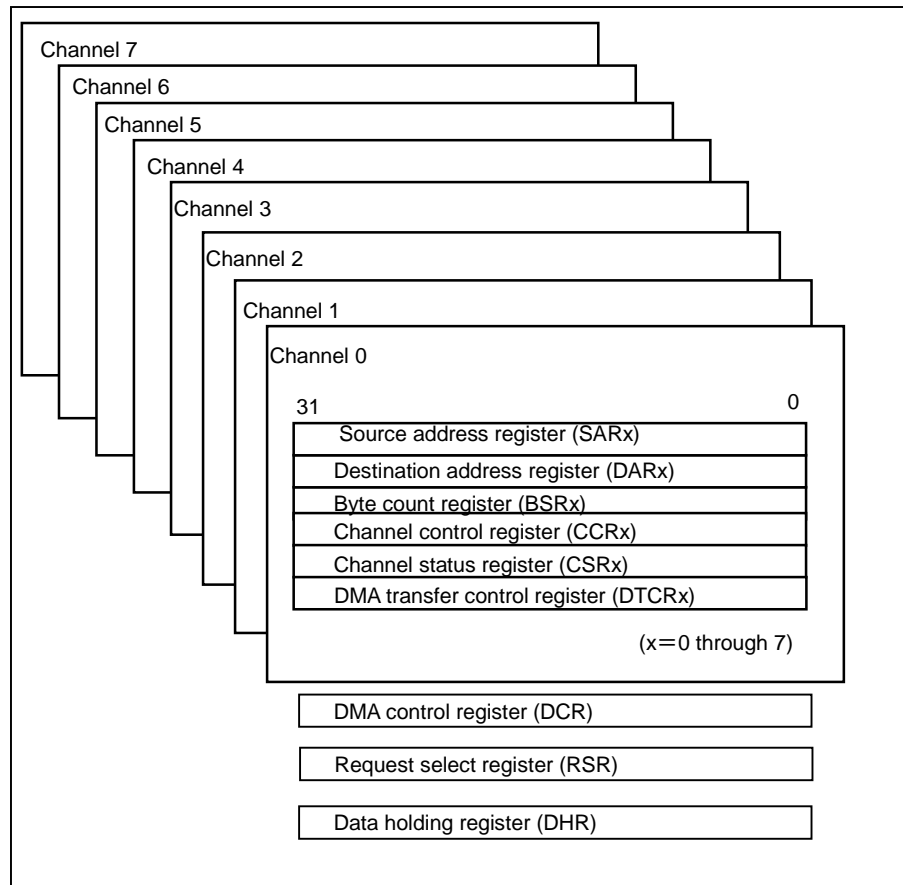 Channel 7
Channel 6
Channel 5
Channel 4
Channel 3
Channel 2
Channel 1
Channel 0
31 0
Source address register (SARx)
Destination address register (DARx)
Byte count register (BSRx)
Channel control register (CCRx)
Channel status register (CSRx)
DMA transfer control register (DTCRx)
(x＝0 through 7)
DMA control register (DCR)
Request select register (RSR)
Data holding register (DHR)